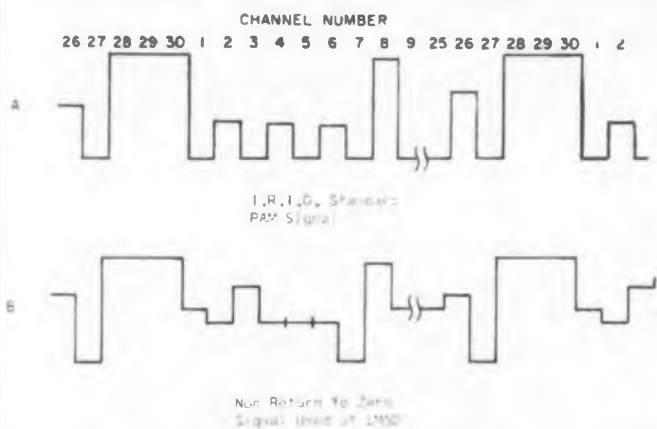 CHANNEL NUMBER
26 27 28 29 30 1 2 3 4 5 6 7 8 9 25 26 27 28 29 30 1 2
A
I.R.I.G. Standard
PAM Signal
B
Non Return To Zero
Signal Used at LMSD